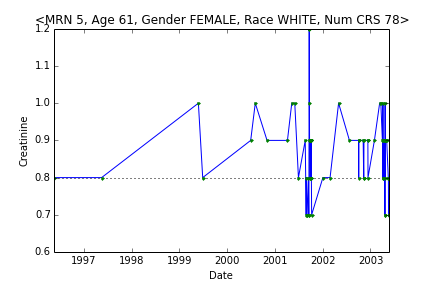 <MRN 5, Age 61, Gender FEMALE, Race WHITE, Num CRS 78>
1.2
1.1
1.0
0.9
0.8
0.7
0.6
Creatinine
1997 1998 1999 2000 2001 2002 2003
Date